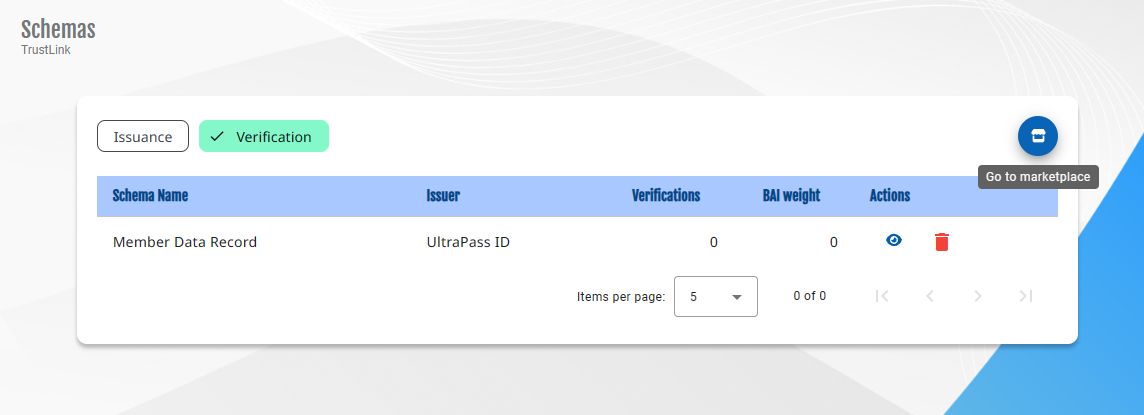 Schemas
TrustLink
Issuance
Verification
Go to marketplace
Schema Name Issuer Verifications BAI weight Actions
Member Data Record UltraPass ID 0 0
Items per page: 5 0 of 0